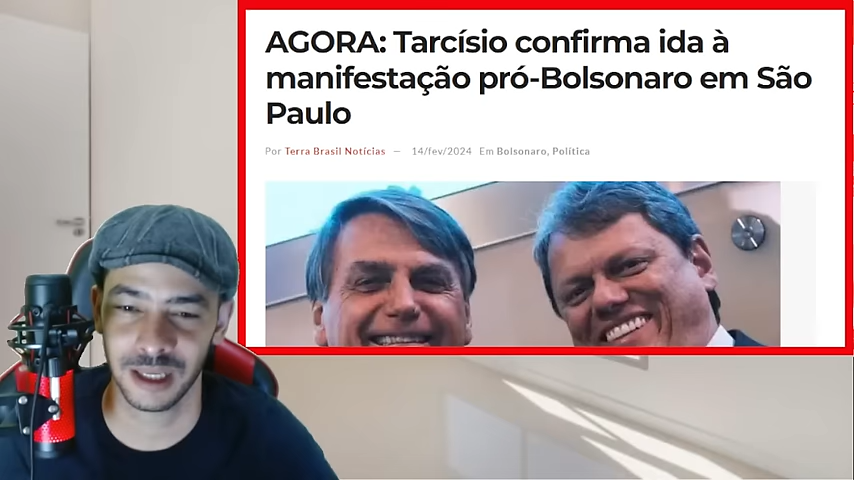 AGORA: Tarcísio confirma ida à
manifestação pró-Bolsonaro em São
Paulo
Por Terra Brasil Notícias — 14/fev/2024 Em Bolsonaro, Política